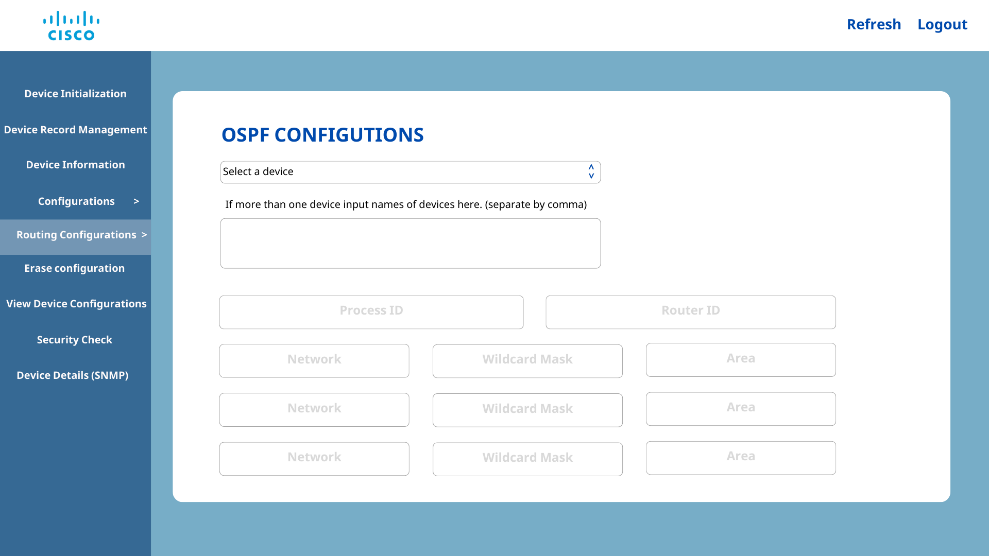 CISCO
Refresh Logout
Device Initialization
Device Record Management
Device Information
Configurations >
Routing Configurations >
Erase configuration
View Device Configurations
Security Check
Device Details (SNMP)
OSPF CONFIGUTIONS
Select a device
If more than one device input names of devices here. (separate by comma)
Process ID Router ID
Network Wildcard Mask Area
Network Wildcard Mask Area
Network Wildcard Mask Area